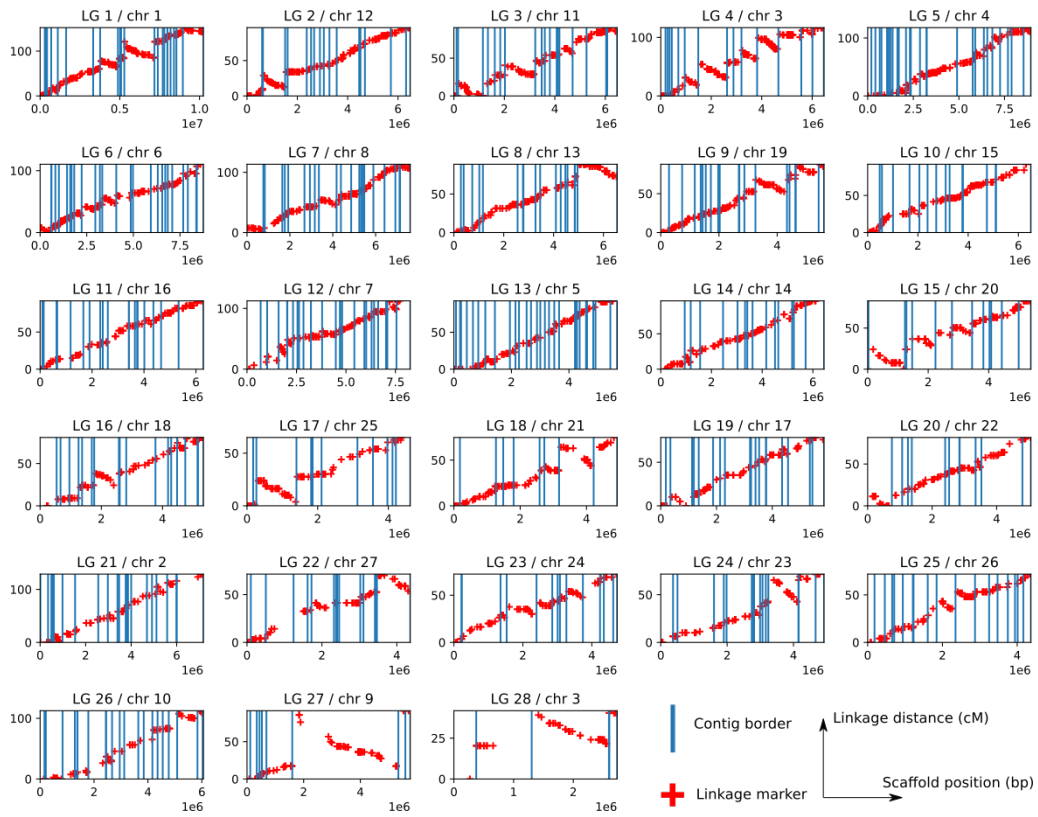 LG 1 / chr 1
LG 2 / chr 12
LG 3 / chr 11
LG 4 / chr 3
LG 5 / chr 4
100
0
0.0 0.5 1.0
1e7
50
0
0 2 4 6
1e6
50
0
0 2 4 6
1e6
100
50
0
0 2 4 6
1e6
100
50
0
0.0 2.5 5.0 7.5
1e6
LG 6 / chr 6
LG 7 / chr 8
LG 8 / chr 13
LG 9 / chr 19
LG 10 / chr 15
100
0
0.0 2.5 5.0 7.5
1e6
100
50
0
0 2 4 6
1e6
50
0
0 2 4 6
1e6
50
0
0 2 4
1e6
50
0
0 2 4 6
1e6
LG 11 / chr 16
LG 12 / chr 7
LG 13 / chr 5
LG 14 / chr 14
LG 15 / chr 20
50
0
0 2 4 6
1e6
100
50
0
0.0 2.5 5.0 7.5
1e6
50
0
0 2 4
1e6
50
0
0 2 4 6
1e6
50
0
0 2 4
1e6
LG 16 / chr 18
LG 17 / chr 25
LG 18 / chr 21
LG 19 / chr 17
LG 20 / chr 22
50
0
0 2 4
1e6
50
0
0 2 4
1e6
50
0
0 2 4
1e6
50
0
0 2 4
1e6
50
0
0 2 4
1e6
LG 21 / chr 2
LG 22 / chr 27
LG 23 / chr 24
LG 24 / chr 23
LG 25 / chr 26
100
0
0 2 4 6
1e6
50
0
0 2 4
1e6
50
0
0 2 4
1e6
50
0
0 2 4
1e6
50
0
0 2 4
1e6
LG 26 / chr 10
LG 27 / chr 9
LG 28 / chr 3
100
50
0
0 2 4 6
1e6
50
0
0 2 4
1e6
25
0
0 1 2
1e6
Contig border
Linkage distance (cM)
Linkage marker
Scaffold position (bp)